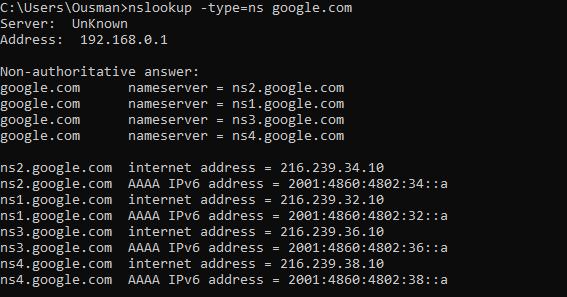 C:\Users\Ousman>nslookup -type=ns google.com
Server:  UnKnown
Address:  192.168.0.1

Non-authoritative answer:
google.com      nameserver = ns2.google.com
google.com      nameserver = ns1.google.com
google.com      nameserver = ns3.google.com
google.com      nameserver = ns4.google.com

ns2.google.com  internet address = 216.239.34.10
ns2.google.com  AAAA IPv6 address = 2001:4860:4802:34::a
ns1.google.com  internet address = 216.239.32.10
ns1.google.com  AAAA IPv6 address = 2001:4860:4802:32::a
ns3.google.com  internet address = 216.239.36.10
ns3.google.com  AAAA IPv6 address = 2001:4860:4802:36::a
ns4.google.com  internet address = 216.239.38.10
ns4.google.com  AAAA IPv6 address = 2001:4860:4802:38::a